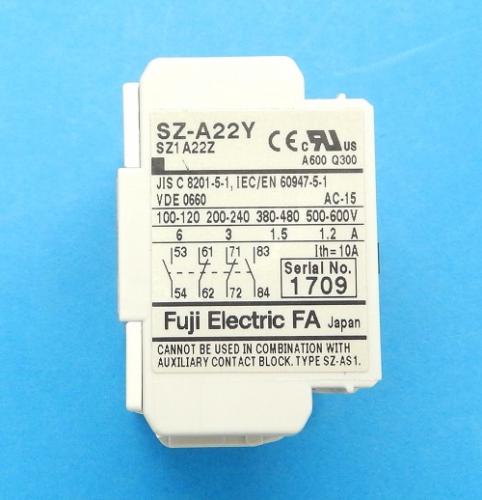 SZ-A22Y
SZ1A22Z
CE c RU US
A600 Q300
JIS C 8201-5-1, IEC/EN 60947-5-1
VDE 0660 AC-15
100-120 200-240 380-480 500-600V
6 3 1.5 1.2 A
53 61 71 83
Ith=10A
54 62 72 84
Serial No.
1709
Fuji Electric FA Japan
CANNOT BE USED IN COMBINATION WITH
AUXILIARY CONTACT BLOCK. TYPE SZ-AS1.